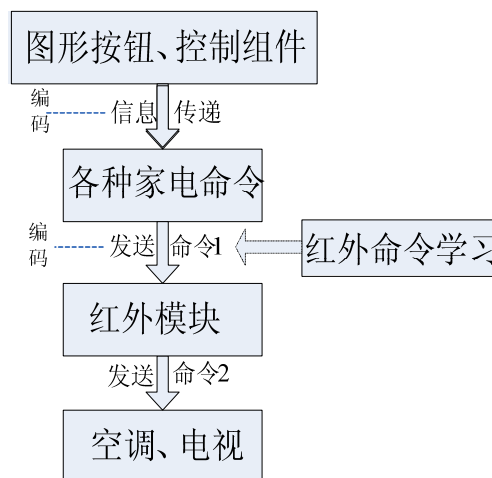 图形按钮、控制组件
编码
信息 传递
各种家电命令
编码
发送 命令1
红外命令学习
红外模块
发送 命令2
空调、电视